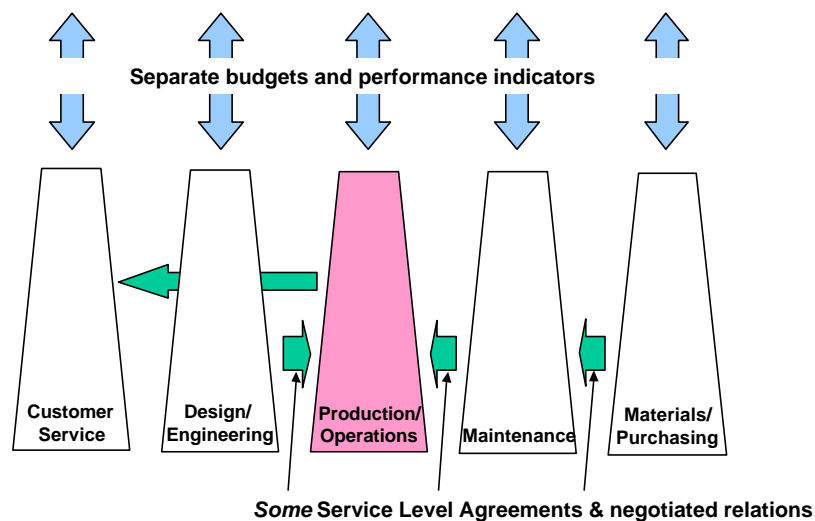 Separate budgets and performance indicators
Customer
Service
Design/
Engineering
Production/
Operations
Maintenance
Materials/
Purchasing
Some Service Level Agreements & negotiated relations